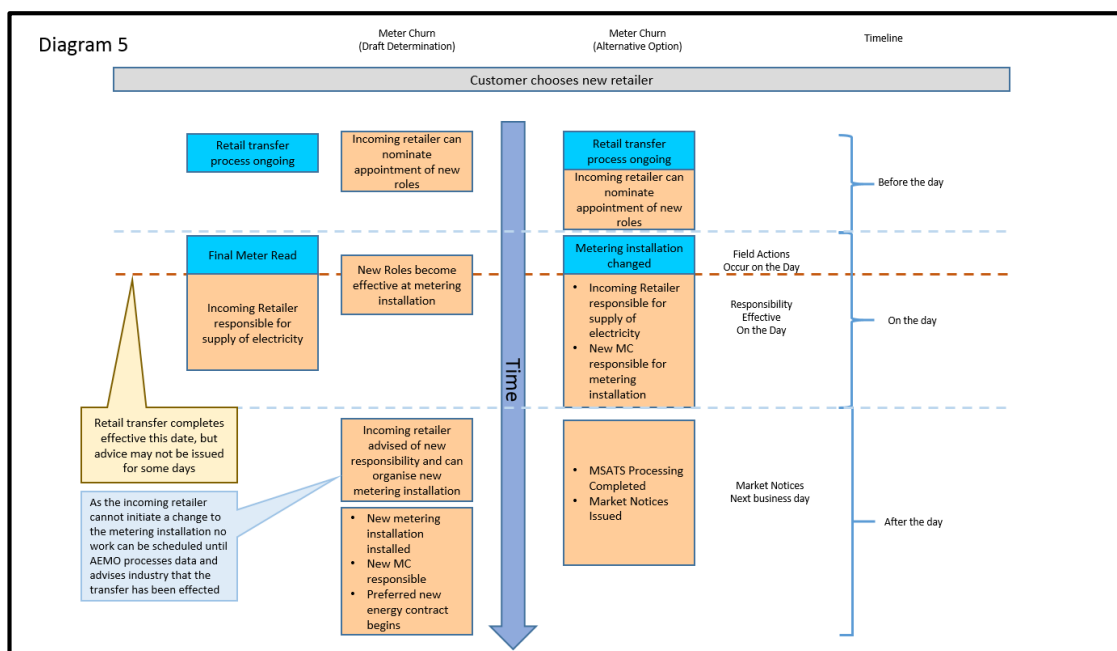 Diagram 5
Meter Churn
(Draft Determination)
Meter Churn
(Alternative Option)
Timeline
Customer chooses new retailer
Retail transfer
process ongoing
Incoming retailer can
nominate
appointment of new
roles
Retail transfer
process ongoing
Incoming retailer can
nominate
appointment of new
roles
Before the day
Final Meter Read
Incoming Retailer
responsible for
supply of electricity
New Roles become
effective at metering
installation
Metering installation
changed
• Incoming Retailer
responsible for
supply of
electricity
• New MC
responsible for
metering
installation
Field Actions
Occur on the Day
Responsibility
Effective
On the Day
On the day
Time
Retail transfer completes
effective this date, but
advice may not be issued
for some days
As the incoming retailer
cannot initiate a change to
the metering installation no
work can be scheduled until
AEMO processes data and
advises industry that the
transfer has been effected
Incoming retailer
advised of new
responsibility and can
organise new
metering installation
• New metering
installation
installed
• New MC
responsible
• Preferred new
energy contract
begins
• MSATS Processing
Completed
• Market Notices
Issued
Market Notices
Next business day
After the day